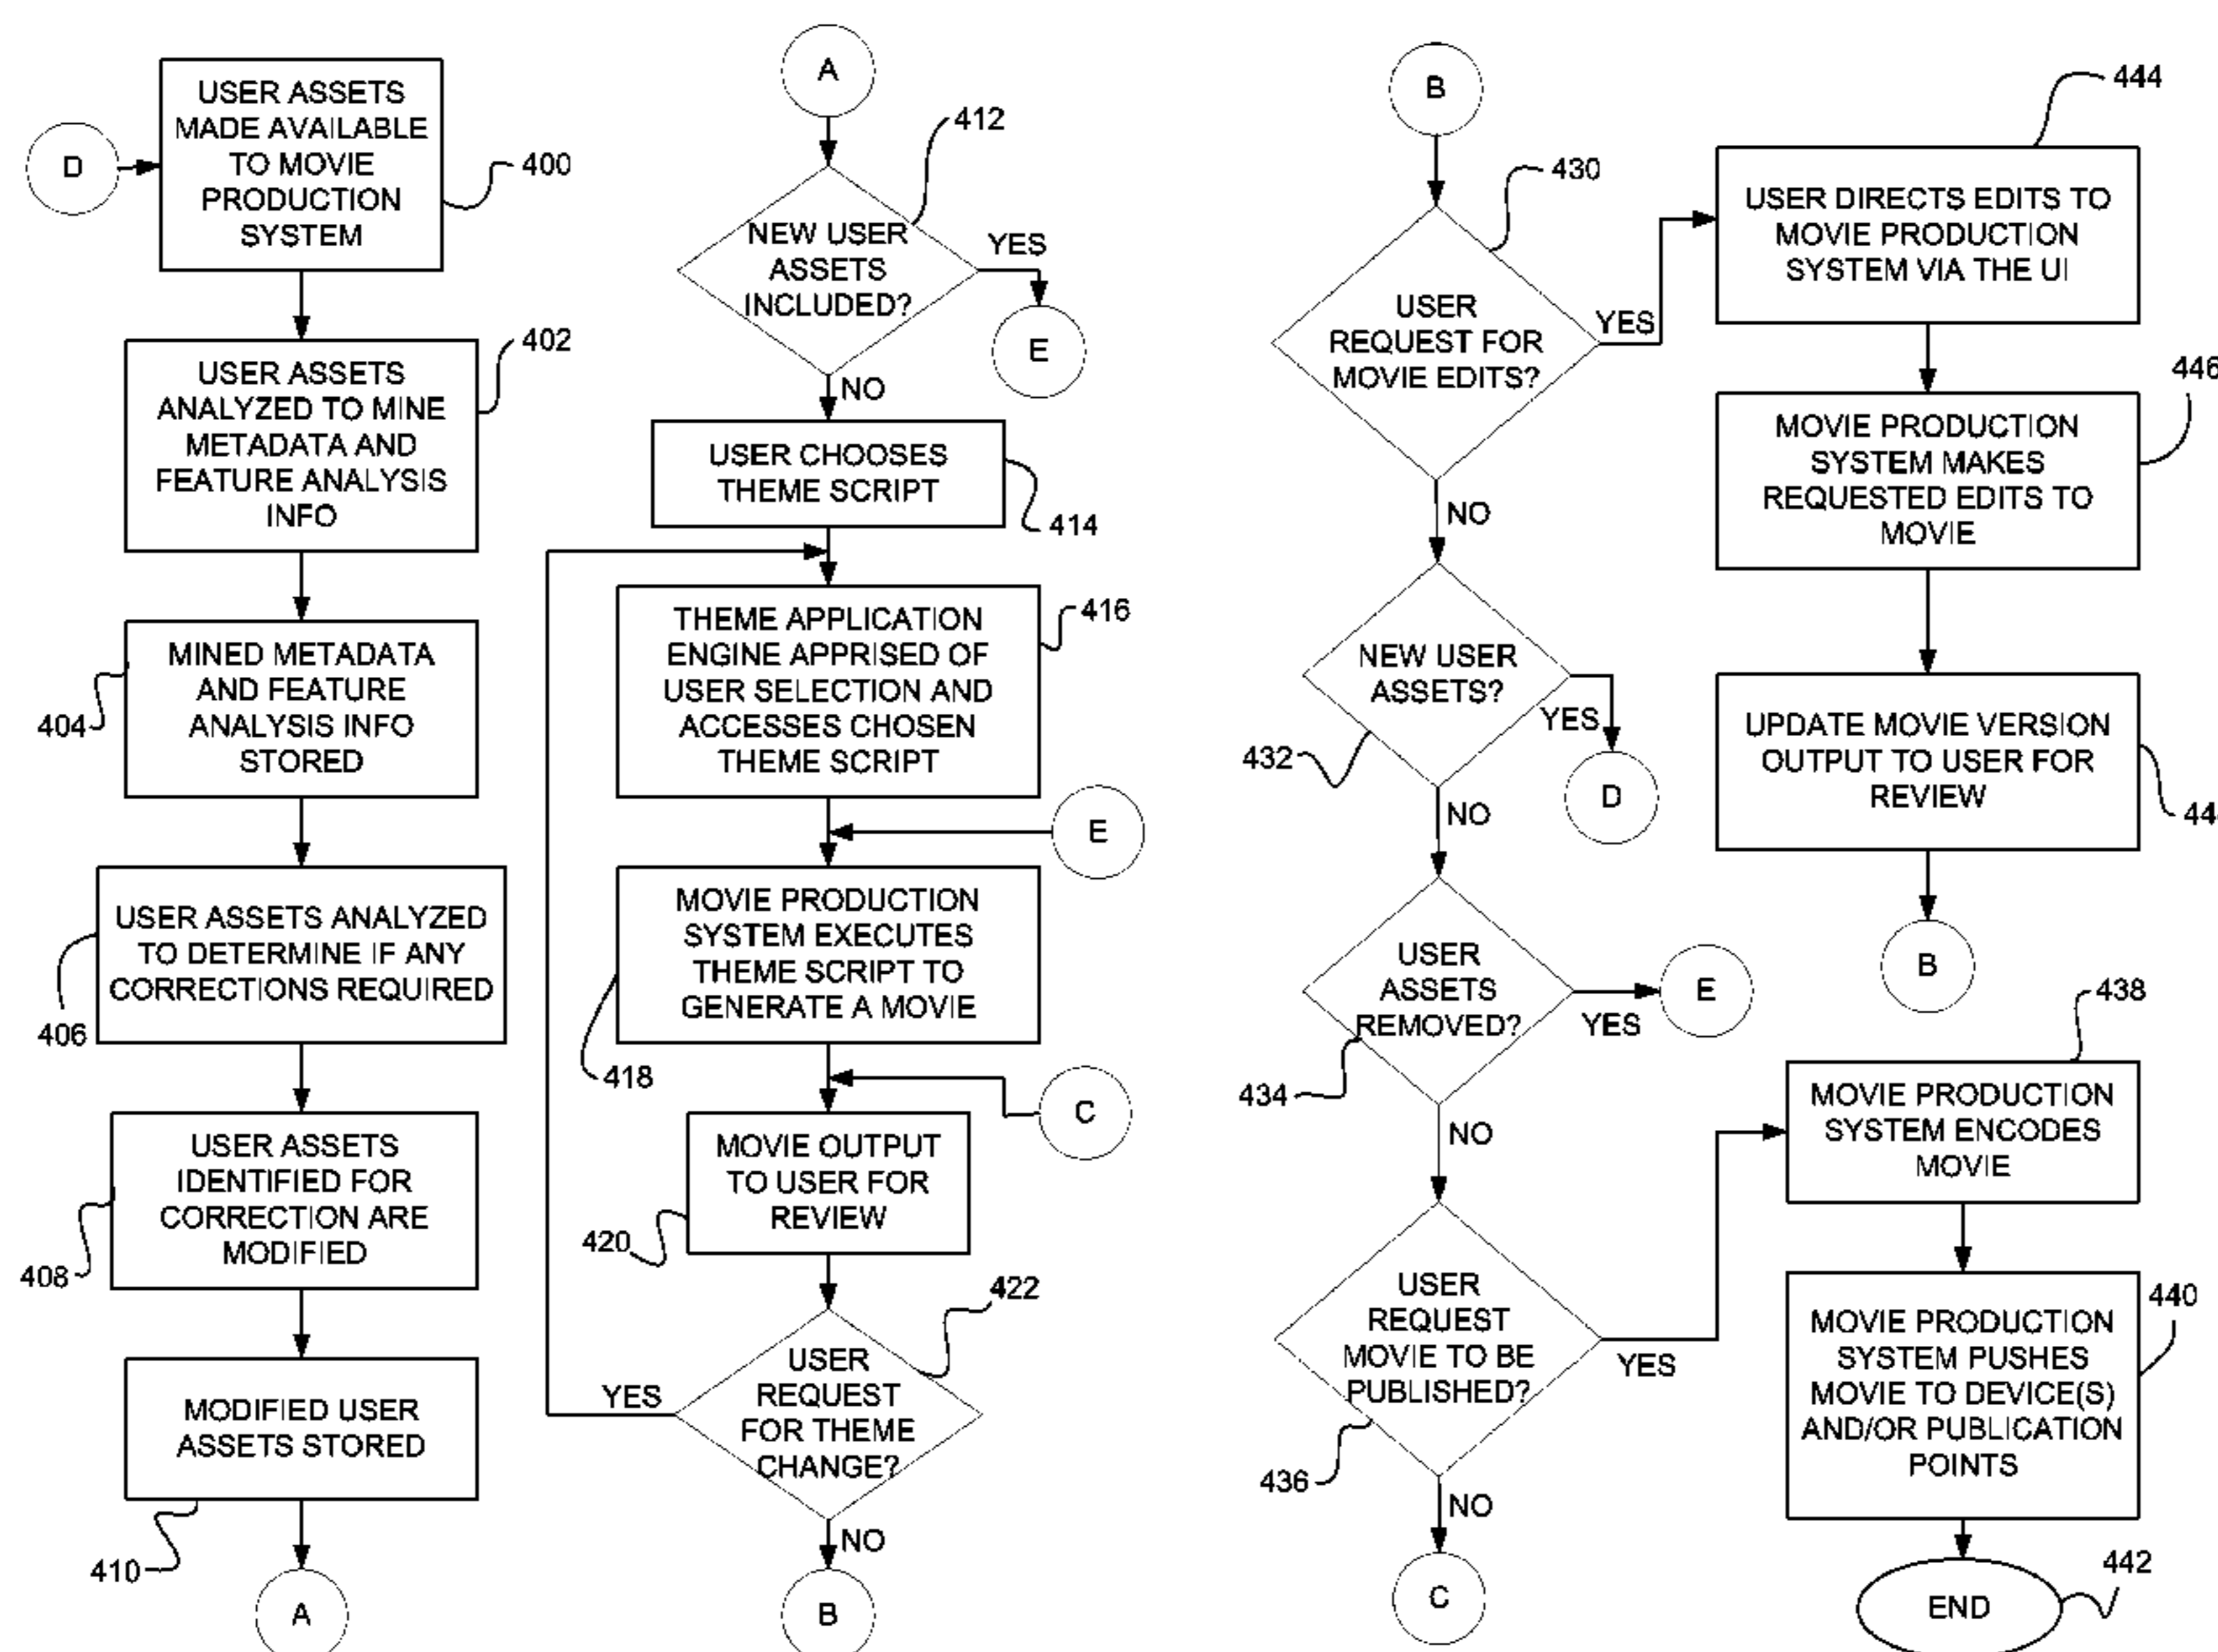 D
USER ASSETS
MADE AVAILABLE
TO MOVIE
PRODUCTION
SYSTEM
400
USER ASSETS
ANALYZED TO MINE
METADATA AND
FEATURE ANALYSIS
INFO
402
MINED METADATA
AND FEATURE
ANALYSIS INFO
STORED
404
USER ASSETS ANALYZED
TO DETERMINE IF ANY
CORRECTIONS REQUIRED
406
USER ASSETS
IDENTIFIED FOR
CORRECTION ARE
MODIFIED
408
MODIFIED USER
ASSETS STORED
410
A
A
412
NEW USER
ASSETS
INCLUDED?
YES
E
NO
USER CHOOSES
THEME SCRIPT
414
THEME APPLICATION
ENGINE APPRISED OF
USER SELECTION AND
ACCESSES CHOSEN
THEME SCRIPT
416
E
MOVIE PRODUCTION
SYSTEM EXECUTES
THEME SCRIPT TO
GENERATE A MOVIE
418
C
MOVIE OUTPUT
TO USER FOR
REVIEW
420
422
USER
REQUEST
FOR THEME
CHANGE?
YES
NO
B
B
430
USER
REQUEST FOR
MOVIE EDITS?
YES
NO
NEW USER
ASSETS?
432
YES
D
NO
USER
ASSETS
REMOVED?
434
YES
E
NO
USER
REQUEST
MOVIE TO BE
PUBLISHED?
436
YES
NO
C
444
USER DIRECTS EDITS TO
MOVIE PRODUCTION
SYSTEM VIA THE UI
446
MOVIE PRODUCTION
SYSTEM MAKES
REQUESTED EDITS TO
MOVIE
UPDATE MOVIE VERSION
OUTPUT TO USER FOR
REVIEW
B
438
MOVIE PRODUCTION
SYSTEM ENCODES
MOVIE
440
MOVIE PRODUCTION
SYSTEM PUSHES
MOVIE TO DEVICE(S)
AND/OR PUBLICATION
POINTS
442
END